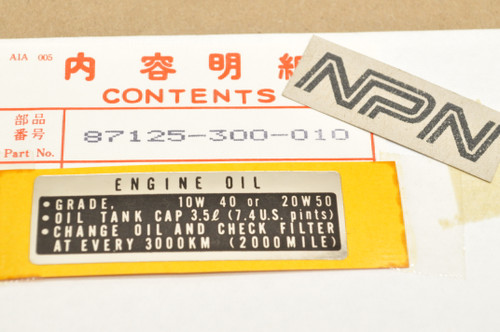 AIA 005
内容明細
CONTENTS
NPN
部品
番号
Part No.
87125-300-010
ENGINE OIL
• GRADE, 10W 40 or 20W50
• OIL TANK CAP 3.5ℓ (7.4 U.S. pints)
• CHANGE OIL AND CHECK FILTER
AT EVERY 3000KM (2000MILE)